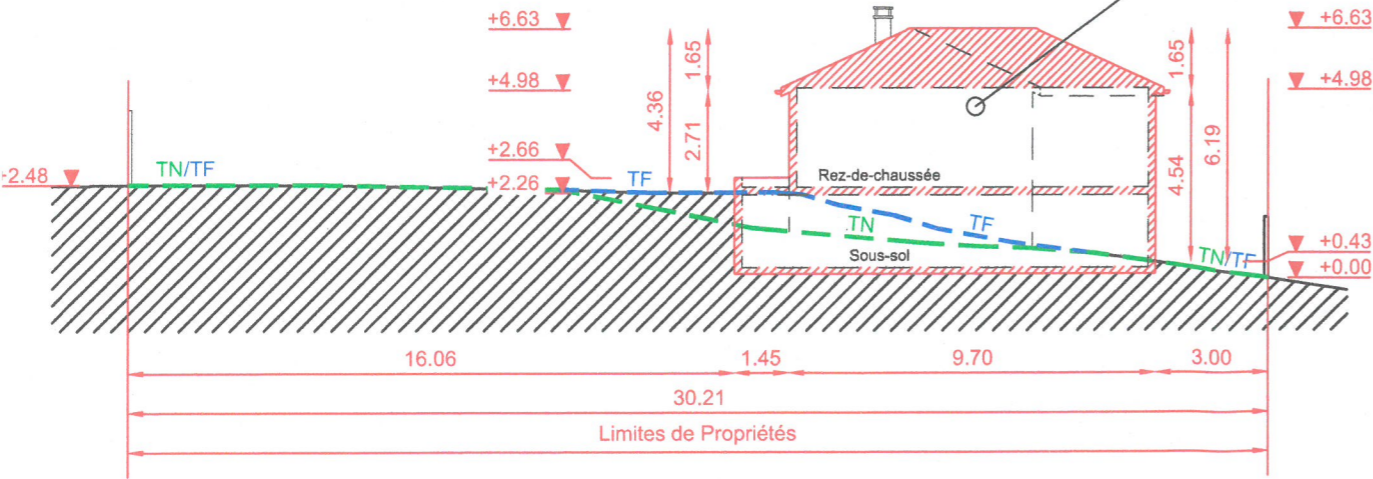 +6.63
+6.63
1.65
1.65
+4.98
+4.98
4.36
2.71
6.19
4.54
+2.66
TN/TF
+2.48
TF
Rez-de-chaussée
+2.26
TN
TF
Sous-sol
+0.43
TN/TF
+0.00
16.06
1.45
9.70
3.00
30.21
Limites de Propriétés